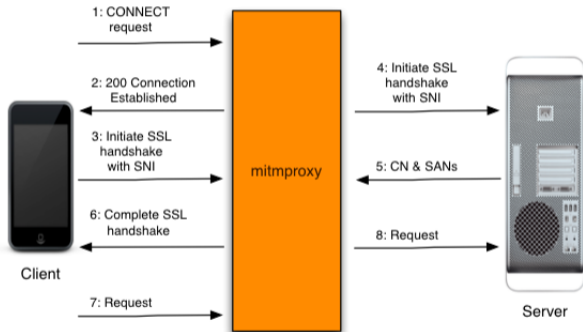 1: CONNECT
request
2: 200 Connection
Established
3: Initiate SSL
handshake
with SNI
4: Initiate SSL
handshake
with SNI
5: CN & SANs
6: Complete SSL
handshake
7: Request
8: Request
mitmproxy
Client
Server